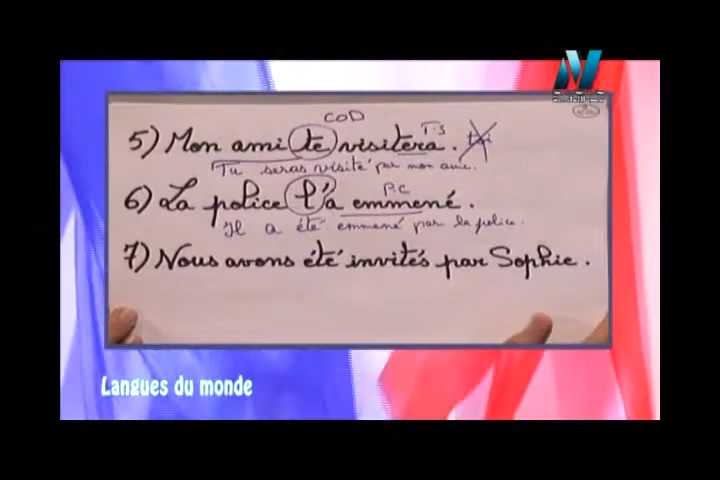 COD
5) Mon ami te visitera. T.S toi
Tu seras visité par mon ami.
P.C
6) La police l'a emmené.
Il a été emmené par la police.
7) Nous avons été invités par Sophie.
Langues du monde